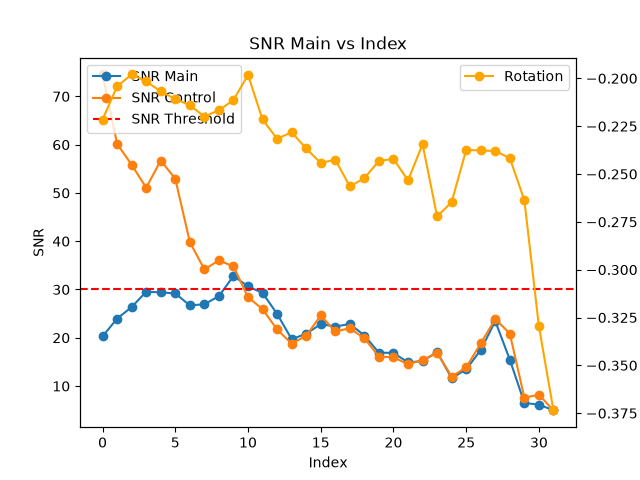 SNR Main vs Index
SNR Main
SNR Control
SNR Threshold
Rotation
SNR
70
60
50
40
30
20
10
−0.200
−0.225
−0.250
−0.275
−0.300
−0.325
−0.350
−0.375
0 5 10 15 20 25 30
Index